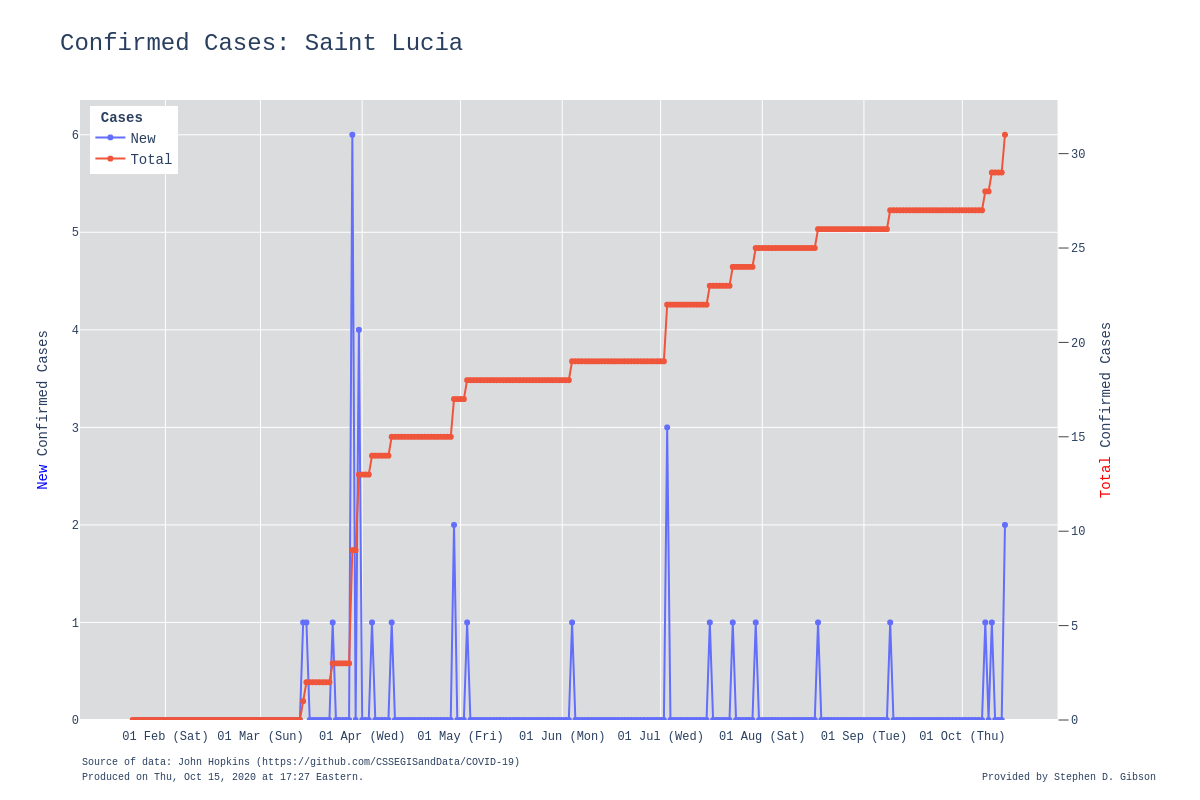 Confirmed Cases: Saint Lucia
Cases
New
Total
6
5
4
3
2
1
0
New Confirmed Cases
30
25
20
15
10
5
0
Total Confirmed Cases
01 Feb (Sat) 01 Mar (Sun) 01 Apr (Wed) 01 May (Fri) 01 Jun (Mon) 01 Jul (Wed) 01 Aug (Sat) 01 Sep (Tue) 01 Oct (Thu)
Source of data: John Hopkins (https://github.com/CSSEGISandData/COVID-19)
Produced on Thu, Oct 15, 2020 at 17:27 Eastern.
Provided by Stephen D. Gibson